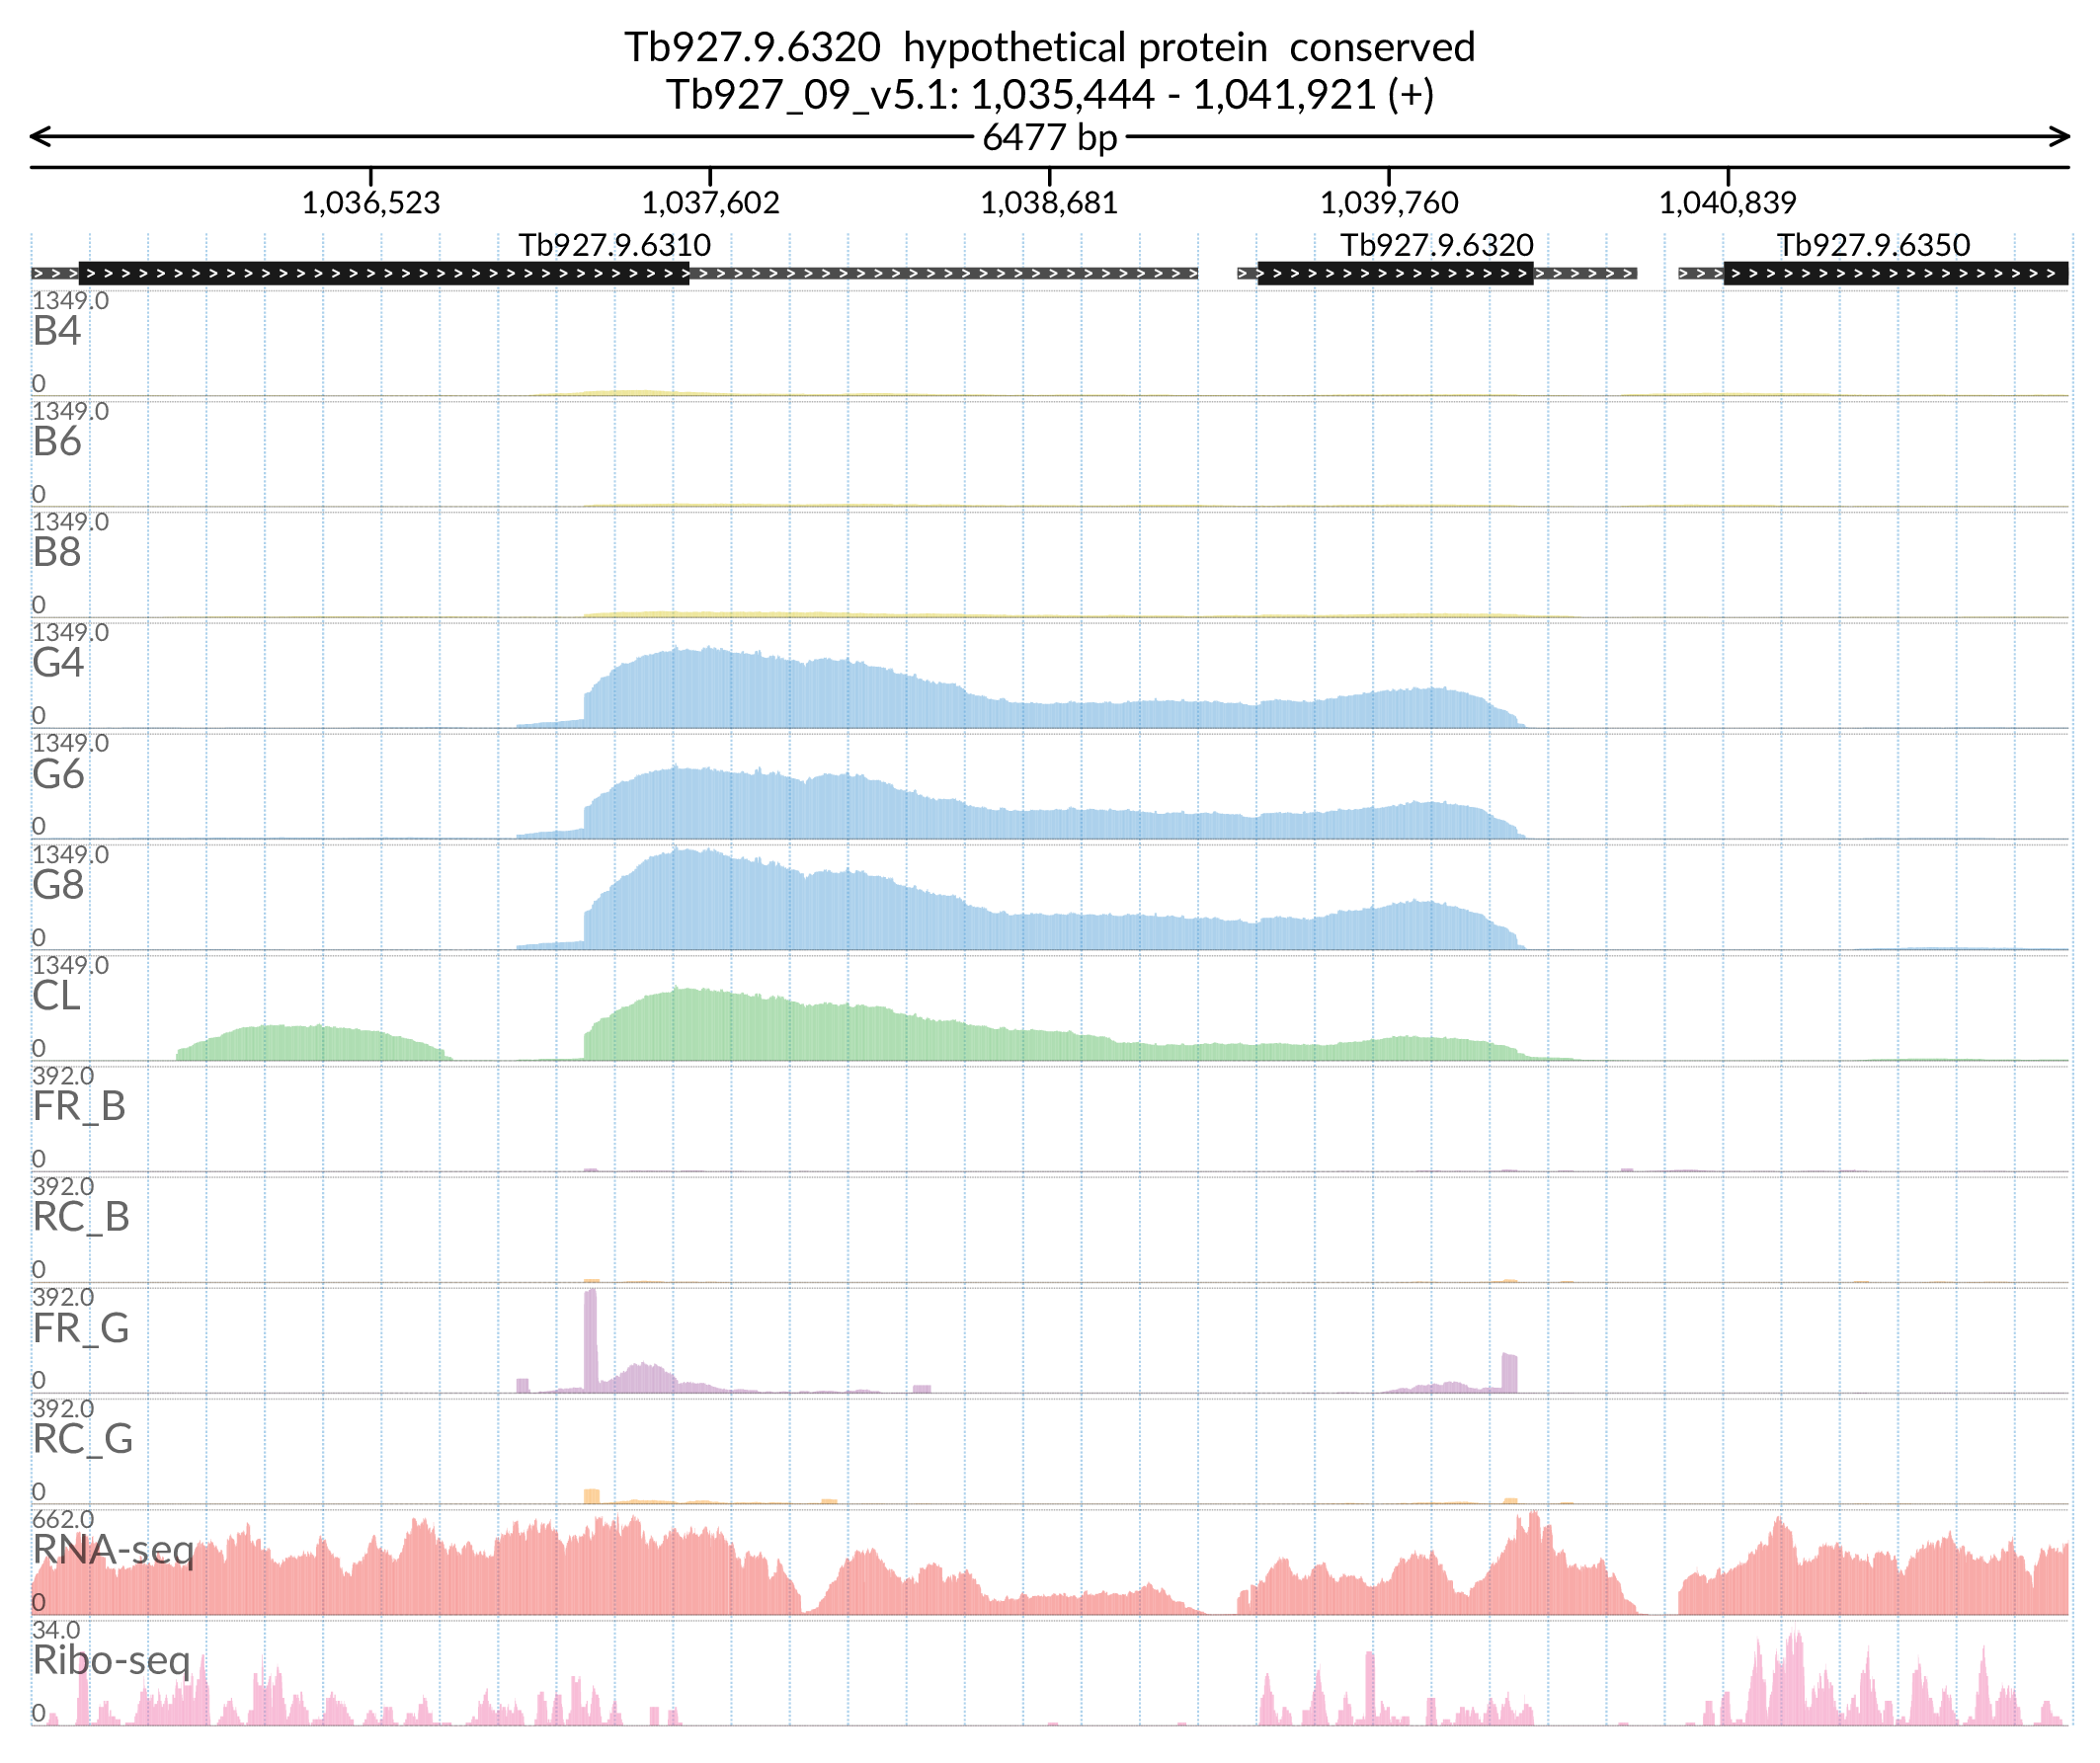 Tb927.9.6320 hypothetical protein conserved
Tb927_09_v5.1: 1,035,444 - 1,041,921 (+)
6477 bp
1,036,523 1,037,602 1,038,681 1,039,760 1,040,839
Tb927.9.6310 Tb927.9.6320 Tb927.9.6350
1349.0
B4
0
1349.0
B6
0
1349.0
B8
0
1349.0
G4
0
1349.0
G6
0
1349.0
G8
0
1349.0
CL
0
392.0
FR_B
0
392.0
RC_B
0
392.0
FR_G
0
392.0
RC_G
0
662.0
RNA-seq
0
34.0
Ribo-seq
0